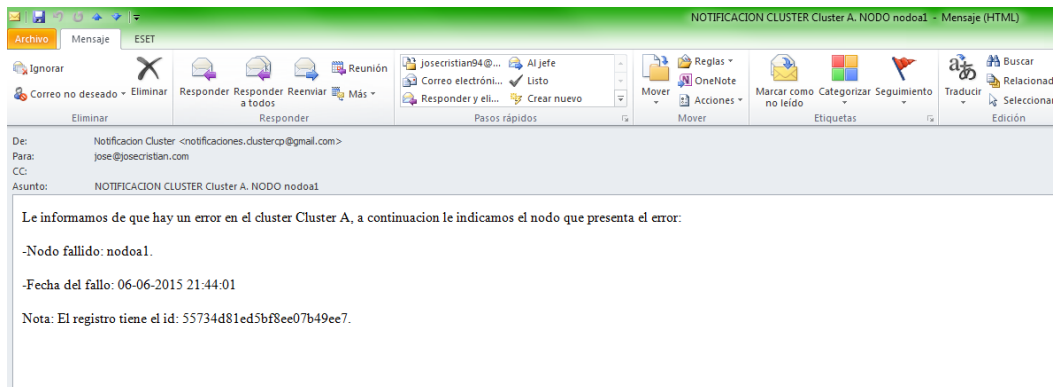 NOTIFICACION CLUSTER Cluster A. NODO nodoa1 - Mensaje (HTML)
Archivo Mensaje ESET
Ignorar
Correo no deseado
Eliminar
Responder
Responder a todos
Reenviar
Reunión
Más
josecristian94@...
Correo electróni...
Responder y eli...
Al jefe
Listo
Crear nuevo
Mover
Reglas
OneNote
Acciones
Marcar como no leído
Categorizar
Seguimiento
Traducir
Buscar
Relacionad
Seleccionar
Eliminar Responder Pasos rápidos Mover Etiquetas Edición
De: Notificacion Cluster <notificaciones.clustercp@gmail.com>
Para: jose@josecristian.com
CC:
Asunto: NOTIFICACION CLUSTER Cluster A. NODO nodoa1
Le informamos de que hay un error en el cluster Cluster A, a continuacion le indicamos el nodo que presenta el error:
-Nodo fallido: nodoa1.
-Fecha del fallo: 06-06-2015 21:44:01
Nota: El registro tiene el id: 55734d81ed5bf8ee07b49ee7.